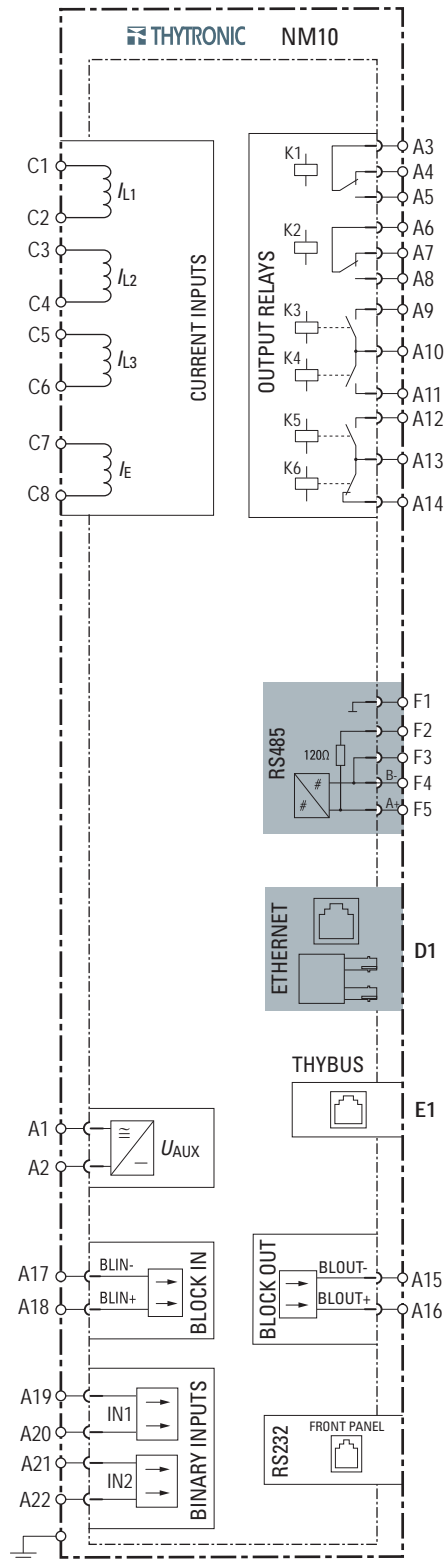 THYTRONIC NM10
C1
C2
C3
C4
C5
C6
C7
C8
IL1
IL2
IL3
IE
CURRENT INPUTS
OUTPUT RELAYS
K1
K2
K3
K4
K5
K6
A3
A4
A5
A6
A7
A8
A9
A10
A11
A12
A13
A14
RS485
120Ω
#
#
B-
A+
F1
F2
F3
F4
F5
ETHERNET
D1
THYBUS
E1
A1
A2
UAUX
A17
A18
BLIN-
BLIN+
BLOCK IN
BLOCK OUT
BLOUT-
BLOUT+
A15
A16
A19
A20
A21
A22
IN1
IN2
BINARY INPUTS
RS232
FRONT PANEL